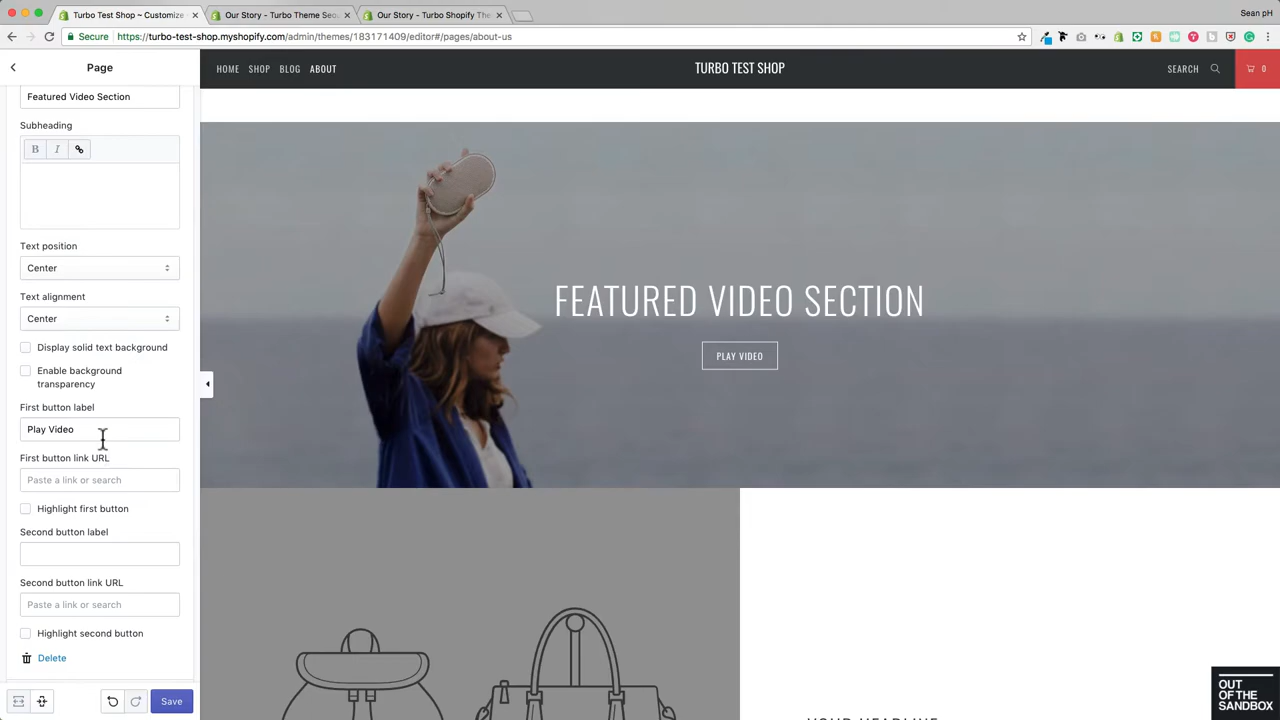 Turbo Test Shop ~ Customize
Our Story - Turbo Theme Seo
Our Story - Turbo Shopify The
Sean pH
Secure
https://turbo-test-shop.myshopify.com/admin/themes/183171409/editor#/pages/about-us
Page
HOME SHOP BLOG ABOUT
TURBO TEST SHOP
SEARCH
0
Featured Video Section
Subheading
B I
Text position
Center
Text alignment
Center
Display solid text background
Enable background
transparency
First button label
Play Video
First button link URL
Paste a link or search
Highlight first button
Second button label
Second button link URL
Paste a link or search
Highlight second button
Delete
Save
FEATURED VIDEO SECTION
PLAY VIDEO
YOUR HEADLINE
OUT
OF THE
SANDBOX